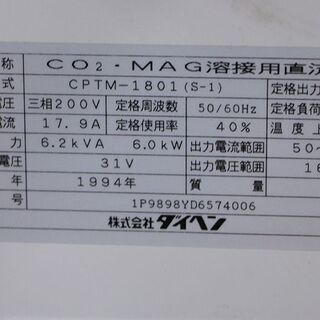 称 CO2-MAG溶接用直流
式 CPTM-1801(S-1) 定格出力
電圧 三相200V 定格周波数 50/60Hz 定格負荷
電流 17.9A 定格使用率 40% 温度上
力 6.2kVA 6.0kW 出力電流範囲 50~
電圧 31V 出力電圧範囲 16
年 1994年 質量
号 1P9898YD6574006
株式会社ダイヘン